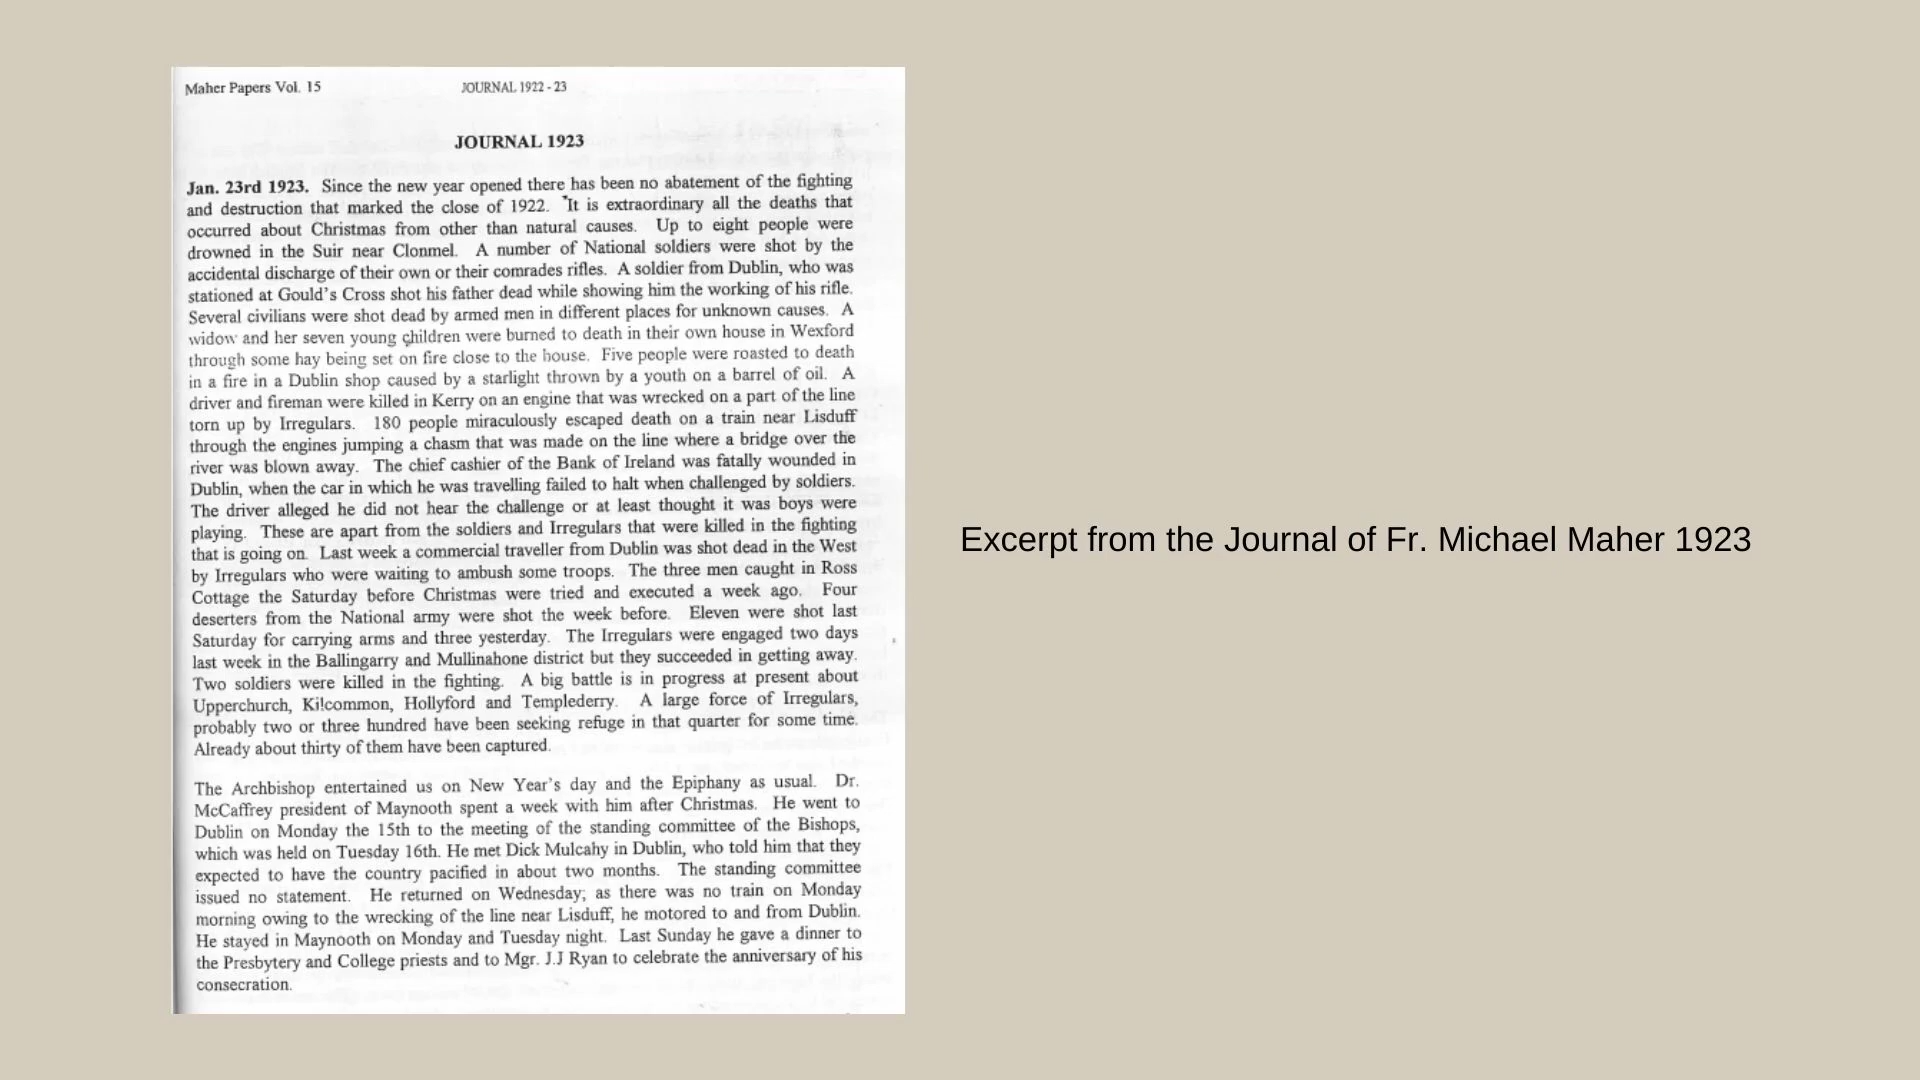 Maher Papers Vol. 15
JOURNAL 1922 - 23
JOURNAL 1923
Jan. 23rd 1923. Since the new year opened there has been no abatement of the fighting
and destruction that marked the close of 1922. It is extraordinary all the deaths that
occurred about Christmas from other than natural causes. Up to eight people were
drowned in the Suir near Clonmel. A number of National soldiers were shot by the
accidental discharge of their own or their comrades rifles. A soldier from Dublin, who was
stationed at Gould's Cross shot his father dead while showing him the working of his rifle.
Several civilians were shot dead by armed men in different places for unknown causes. A
widow and her seven young children were burned to death in their own house in Wexford
through some hay being set on fire close to the house. Five people were roasted to death
in a fire in a Dublin shop caused by a starlight thrown by a youth on a barrel of oil. A
driver and fireman were killed in Kerry on an engine that was wrecked on a part of the line
torn up by Irregulars. 180 people miraculously escaped death on a train near Lisduff
through the engines jumping a chasm that was made on the line where a bridge over the
river was blown away. The chief cashier of the Bank of Ireland was fatally wounded in
Dublin, when the car in which he was travelling failed to halt when challenged by soldiers.
The driver alleged he did not hear the challenge or at least thought it was boys were
playing. These are apart from the soldiers and Irregulars that were killed in the fighting
that is going on. Last week a commercial traveller from Dublin was shot dead in the West
by Irregulars who were waiting to ambush some troops. The three men caught in Ross
Cottage the Saturday before Christmas were tried and executed a week ago. Four
deserters from the National army were shot the week before. Eleven were shot last
Saturday for carrying arms and three yesterday. The Irregulars were engaged two days
last week in the Ballingarry and Mullinahone district but they succeeded in getting away.
Two soldiers were killed in the fighting. A big battle is in progress at present about
Upperchurch, Kilcommon, Hollyford and Templederry. A large force of Irregulars,
probably two or three hundred have been seeking refuge in that quarter for some time.
Already about thirty of them have been captured.
The Archbishop entertained us on New Year's day and the Epiphany as usual. Dr.
McCaffrey president of Maynooth spent a week with him after Christmas. He went to
Dublin on Monday the 15th to the meeting of the standing committee of the Bishops,
which was held on Tuesday 16th. He met Dick Mulcahy in Dublin, who told him that they
expected to have the country pacified in about two months. The standing committee
issued no statement. He returned on Wednesday; as there was no train on Monday
morning owing to the wrecking of the line near Lisduff, he motored to and from Dublin.
He stayed in Maynooth on Monday and Tuesday night. Last Sunday he gave a dinner to
the Presbytery and College priests and to Mgr. J.J Ryan to celebrate the anniversary of his
consecration.
Excerpt from the Journal of Fr. Michael Maher 1923